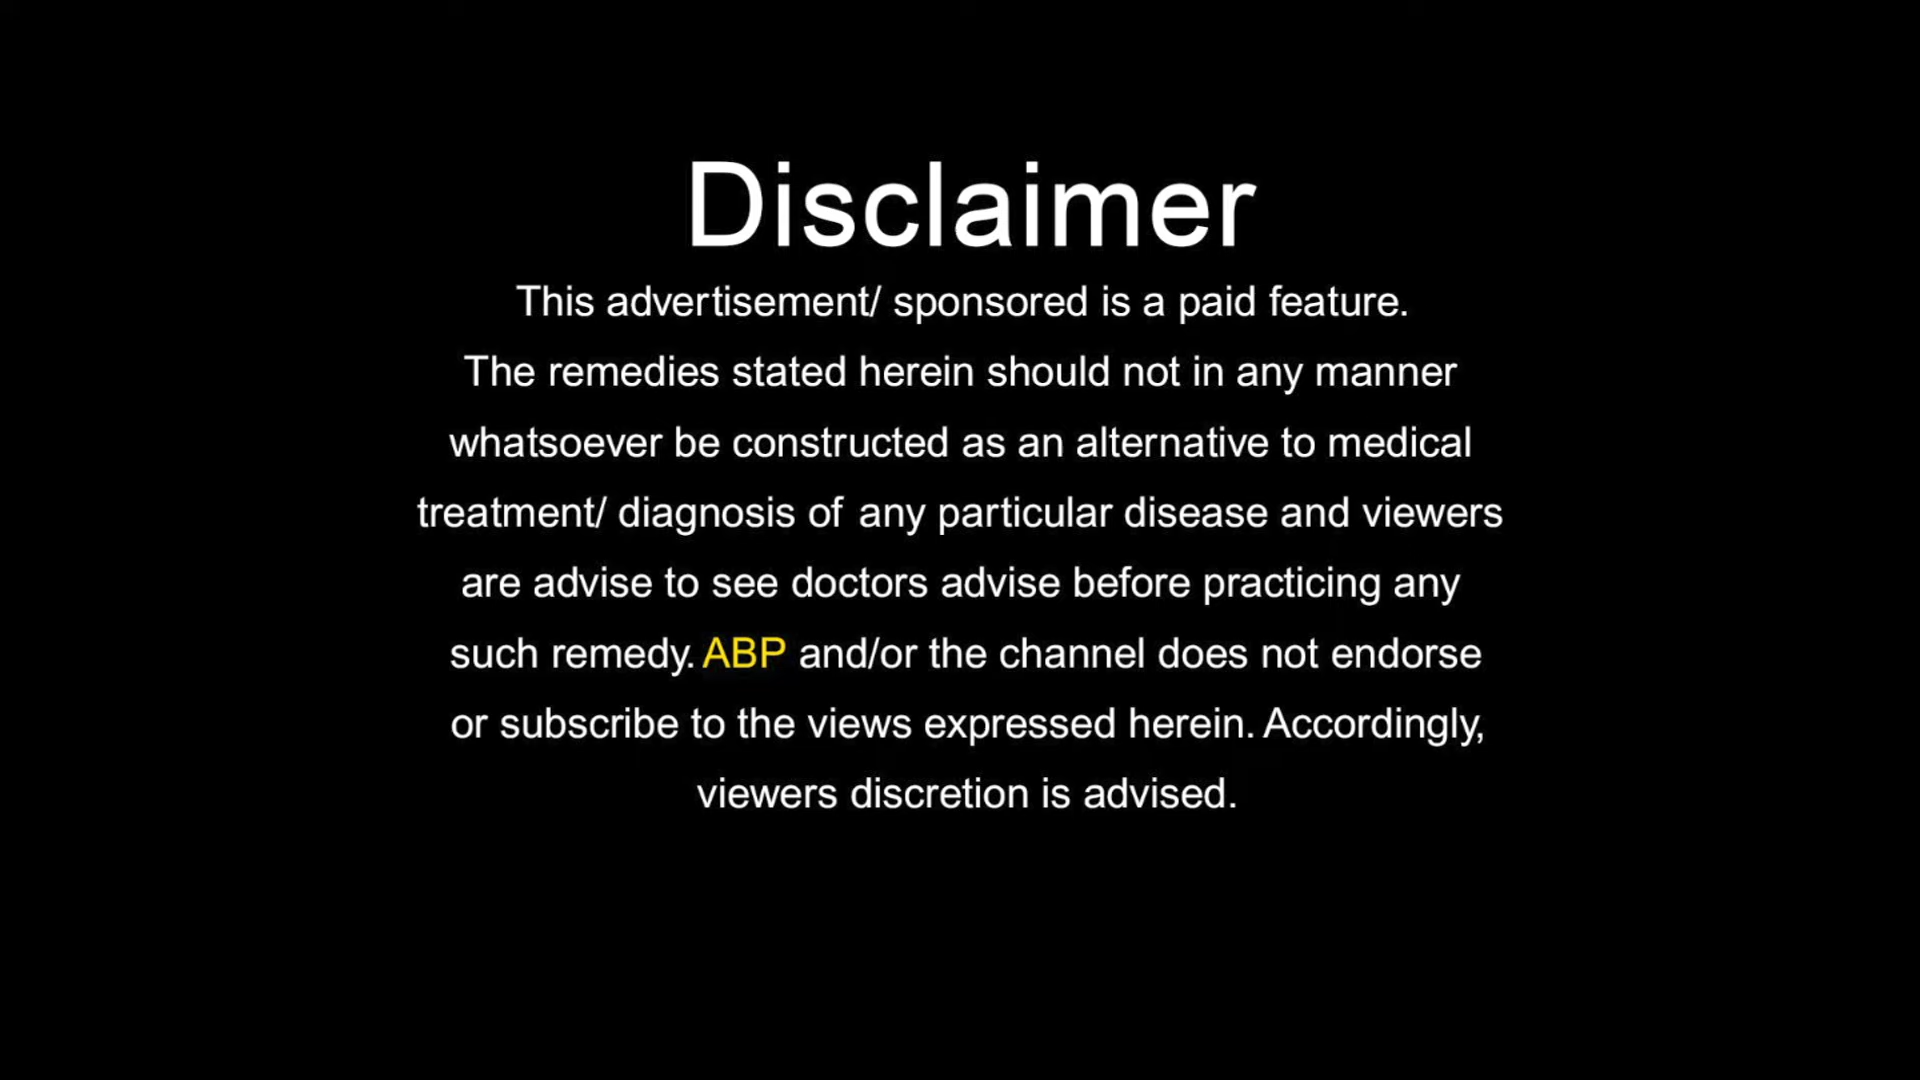 Disclaimer
This advertisement/ sponsored is a paid feature.
The remedies stated herein should not in any manner
whatsoever be constructed as an alternative to medical
treatment/ diagnosis of any particular disease and viewers
are advise to see doctors advise before practicing any
such remedy. ABP and/or the channel does not endorse
or subscribe to the views expressed herein. Accordingly,
viewers discretion is advised.